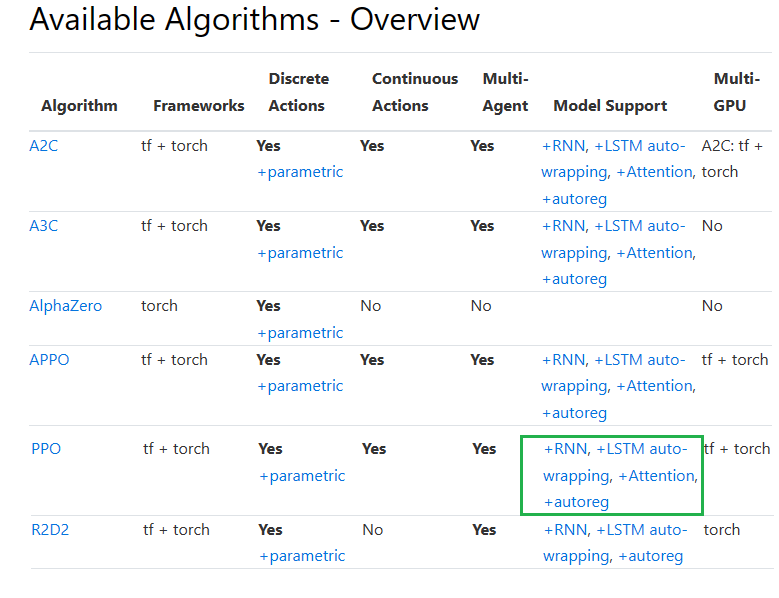 Available Algorithms - Overview
Discrete Continuous Multi- Multi-
Algorithm Frameworks Actions Actions Agent Model Support GPU
A2C tf + torch Yes Yes Yes +RNN, +LSTM auto- A2C: tf +
+parametric wrapping, +Attention, torch
+autoreg
A3C tf + torch Yes Yes Yes +RNN, +LSTM auto- No
+parametric wrapping, +Attention,
+autoreg
AlphaZero torch Yes No No No
+parametric
APPO tf + torch Yes Yes Yes +RNN, +LSTM auto- tf + torch
+parametric wrapping, +Attention,
+autoreg
PPO tf + torch Yes Yes Yes +RNN, +LSTM auto- tf + torch
+parametric wrapping, +Attention,
+autoreg
R2D2 tf + torch Yes No Yes +RNN, +LSTM auto- torch
+parametric wrapping, +autoreg